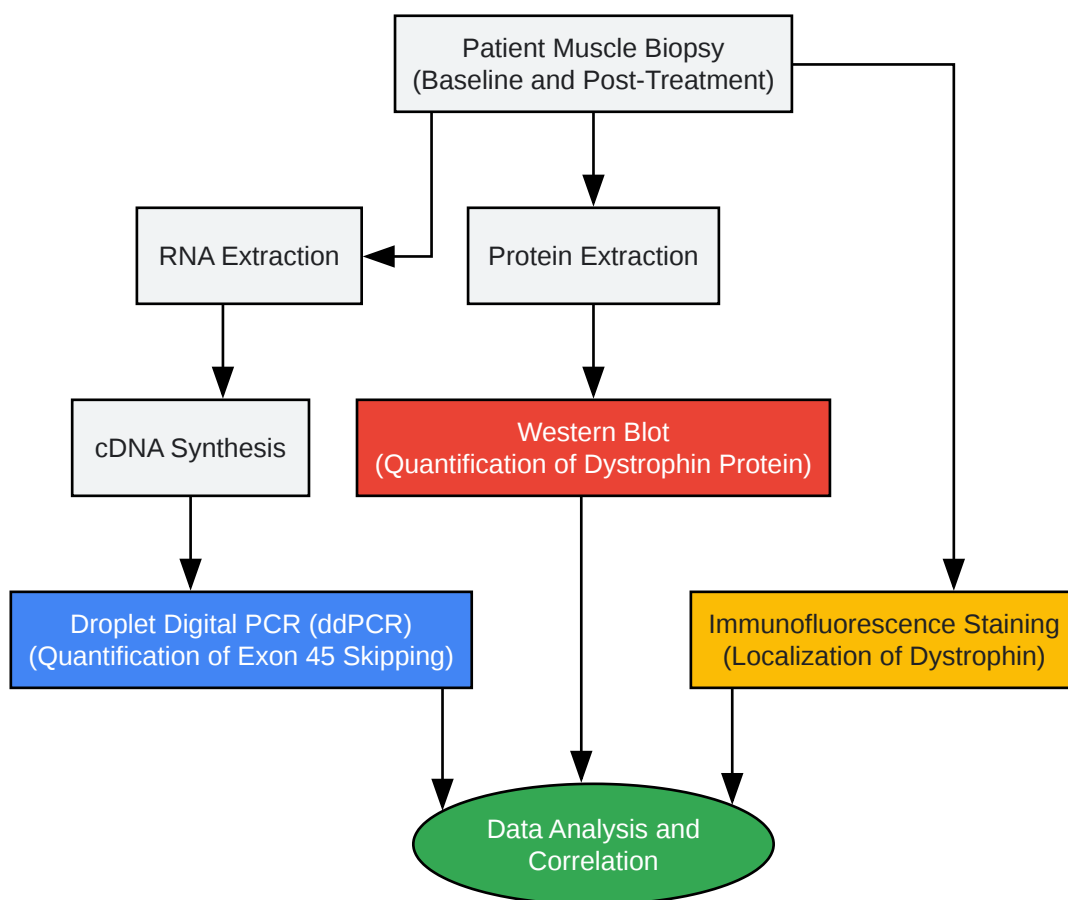 Patient Muscle Biopsy
(Baseline and Post-Treatment)
RNA Extraction
Protein Extraction
cDNA Synthesis
Western Blot
(Quantification of Dystrophin Protein)
Droplet Digital PCR (ddPCR)
(Quantification of Exon 45 Skipping)
Immunofluorescence Staining
(Localization of Dystrophin)
Data Analysis and
Correlation